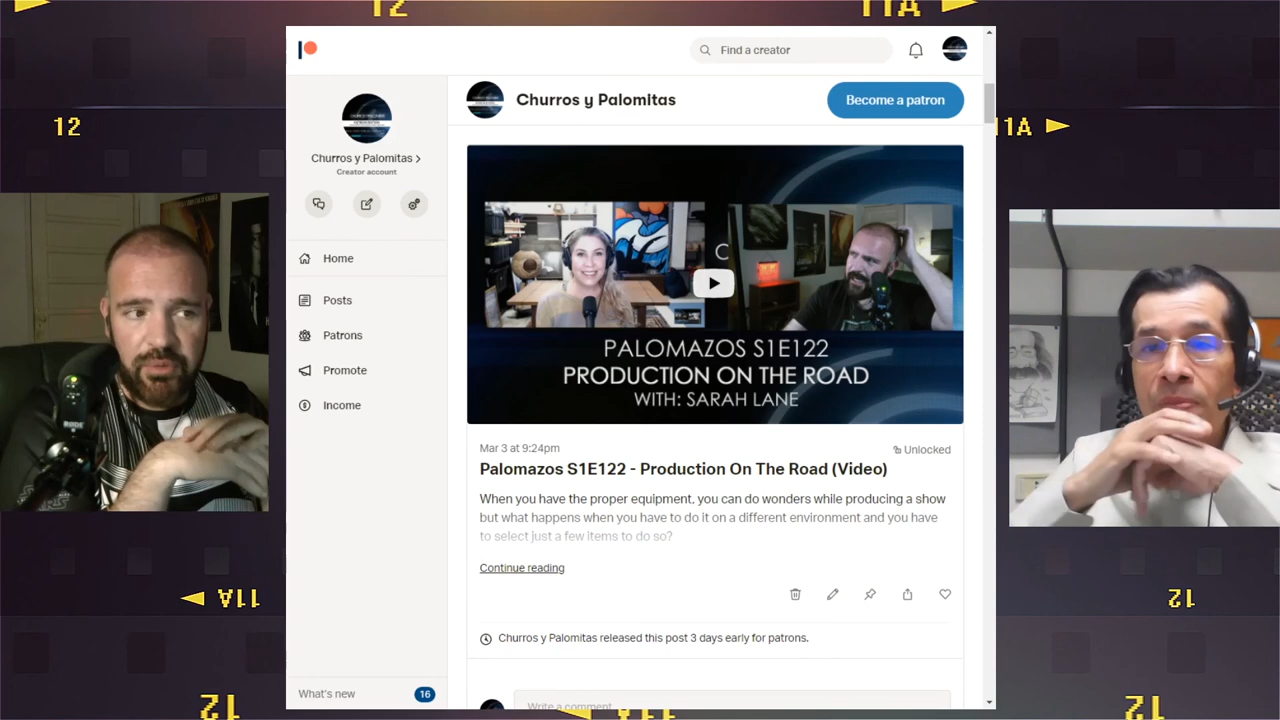 12
11A
Find a creator
Churros y Palomitas
Become a patron
12
11A
Churros y Palomitas
Creator account
PALOMAZOS S1E122
PRODUCTION ON THE ROAD
WITH: SARAH LANE
Home
Posts
Patrons
Promote
Income
Mar 3 at 9:24pm
Unlocked
Palomazos S1E122 - Production On The Road (Video)
When you have the proper equipment, you can do wonders while producing a show
but what happens when you have to do it on a different environment and you have
to select just a few items to do so?
Continue reading
11A
12
Churros y Palomitas released this post 3 days early for patrons.
What's new
16
Write a comment
12
11A
12